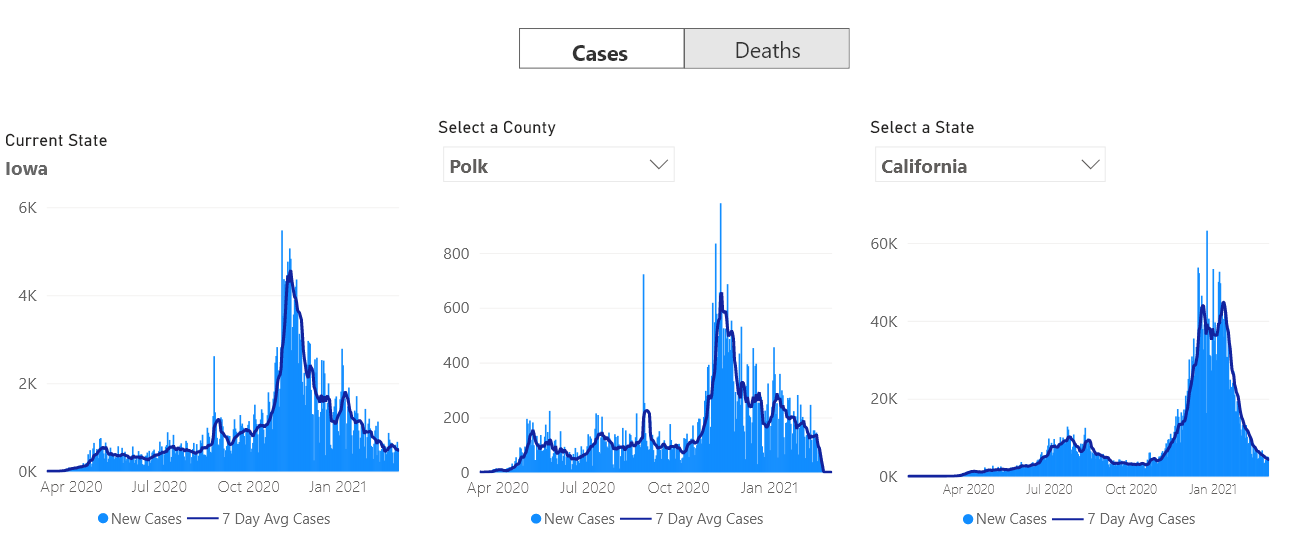 Cases Deaths
Current State
Iowa
6K
4K
2K
0K
Apr 2020 Jul 2020 Oct 2020 Jan 2021
New Cases 7 Day Avg Cases
Select a County
Polk
800
600
400
200
0
Apr 2020 Jul 2020 Oct 2020 Jan 2021
New Cases 7 Day Avg Cases
Select a State
California
60K
40K
20K
0K
Apr 2020 Jul 2020 Oct 2020 Jan 2021
New Cases 7 Day Avg Cases